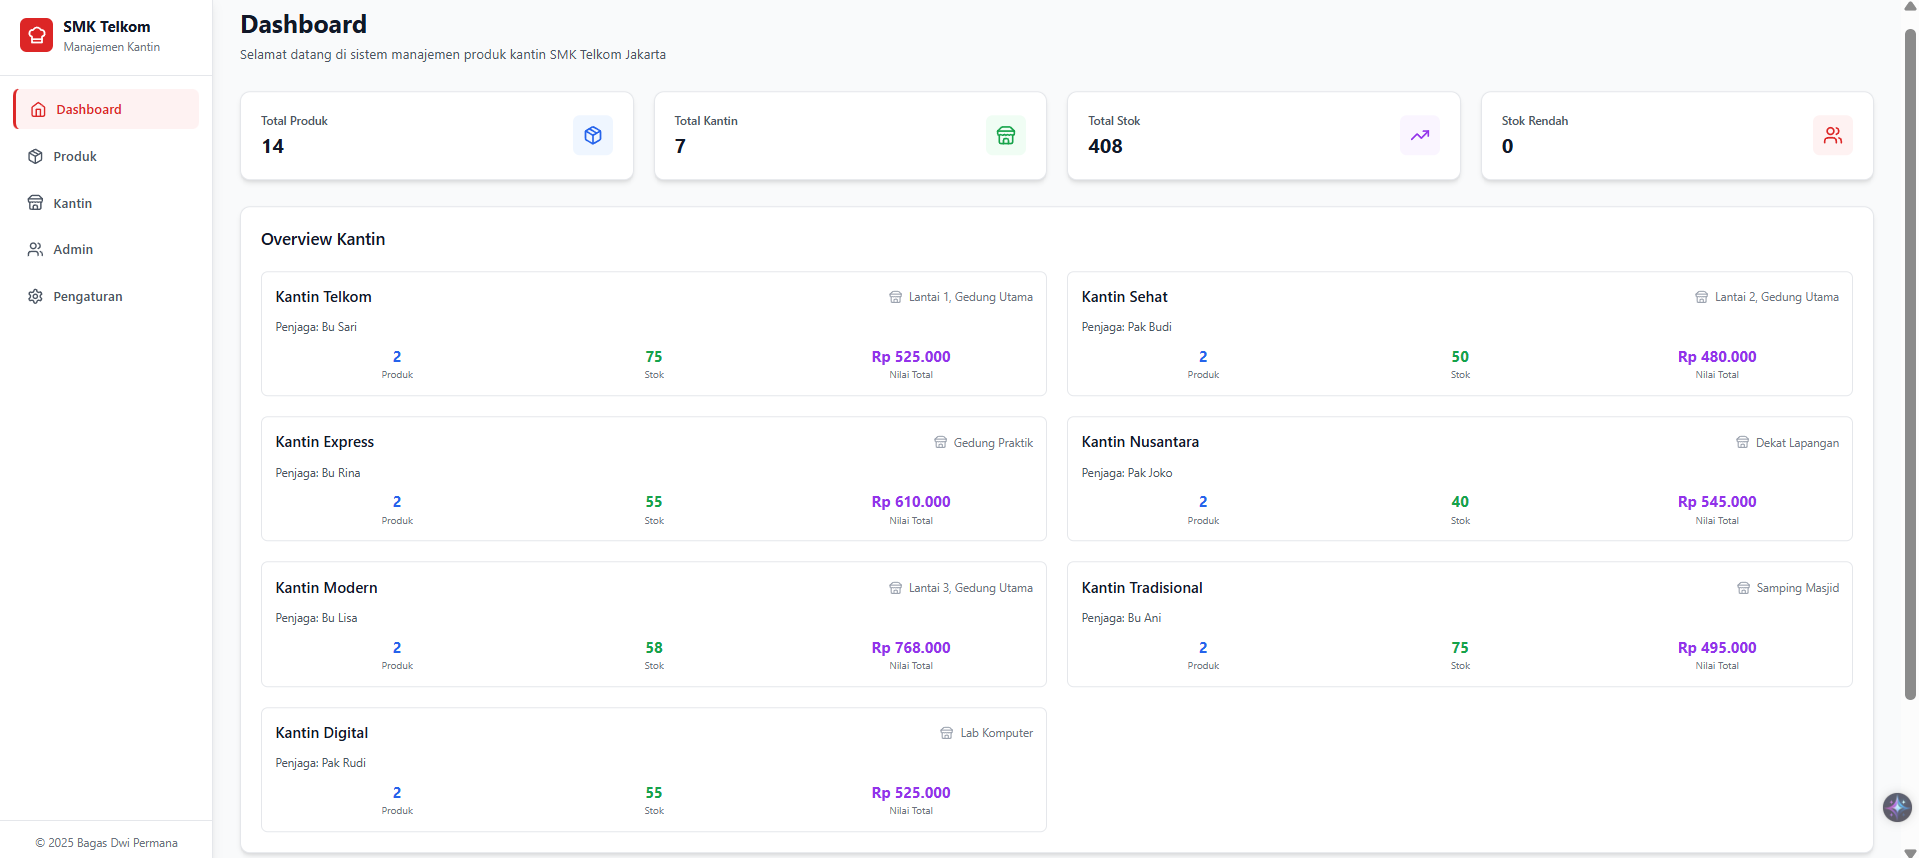 SMK Telkom
Manajemen Kantin
Dashboard
Produk
Kantin
Admin
Pengaturan
© 2025 Bagas Dwi Permana
Dashboard
Selamat datang di sistem manajemen produk kantin SMK Telkom Jakarta
Total Produk
14
Total Kantin
7
Total Stok
408
Stok Rendah
0
Overview Kantin
Kantin Telkom
Lantai 1, Gedung Utama
Penjaga: Bu Sari
2
Produk
75
Stok
Rp 525.000
Nilai Total
Kantin Sehat
Lantai 2, Gedung Utama
Penjaga: Pak Budi
2
Produk
50
Stok
Rp 480.000
Nilai Total
Kantin Express
Gedung Praktik
Penjaga: Bu Rina
2
Produk
55
Stok
Rp 610.000
Nilai Total
Kantin Nusantara
Dekat Lapangan
Penjaga: Pak Joko
2
Produk
40
Stok
Rp 545.000
Nilai Total
Kantin Modern
Lantai 3, Gedung Utama
Penjaga: Bu Lisa
2
Produk
58
Stok
Rp 768.000
Nilai Total
Kantin Tradisional
Samping Masjid
Penjaga: Bu Ani
2
Produk
75
Stok
Rp 495.000
Nilai Total
Kantin Digital
Lab Komputer
Penjaga: Pak Rudi
2
Produk
55
Stok
Rp 525.000
Nilai Total